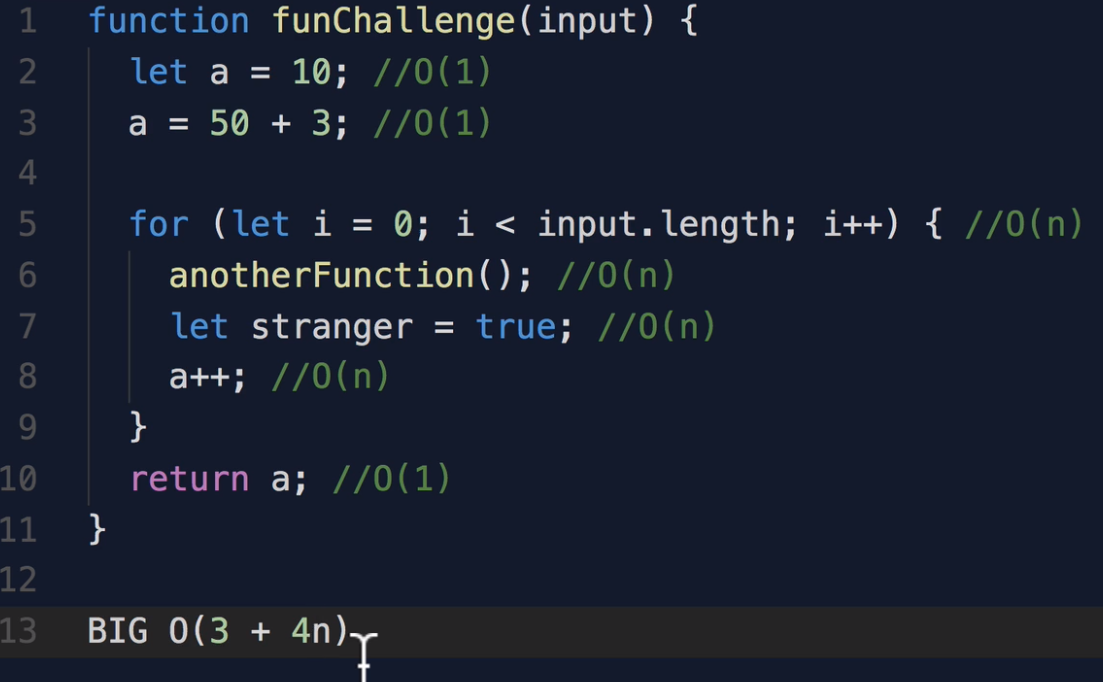 1 function funChallenge(input) {
2 let a = 10; //O(1)
3 a = 50 + 3; //O(1)
4
5 for (let i = 0; i < input.length; i++) { //O(n)
6 anotherFunction(); //O(n)
7 let stranger = true; //O(n)
8 a++; //O(n)
9 }
10 return a; //O(1)
11 }
12
13 BIG O(3 + 4n)